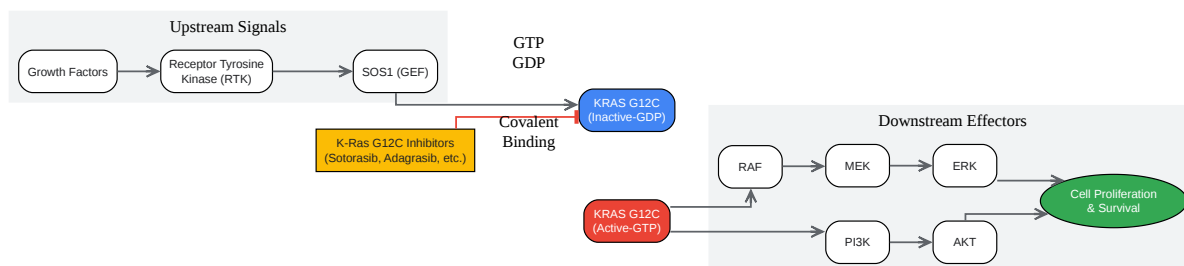 Upstream Signals
Growth Factors
Receptor Tyrosine
Kinase (RTK)
SOS1 (GEF)
GTP
GDP
KRAS G12C
(Inactive-GDP)
Covalent
Binding
K-Ras G12C Inhibitors
(Sotorasib, Adagrasib, etc.)
KRAS G12C
(Active-GTP)
Downstream Effectors
RAF
MEK
ERK
PI3K
AKT
Cell Proliferation
& Survival